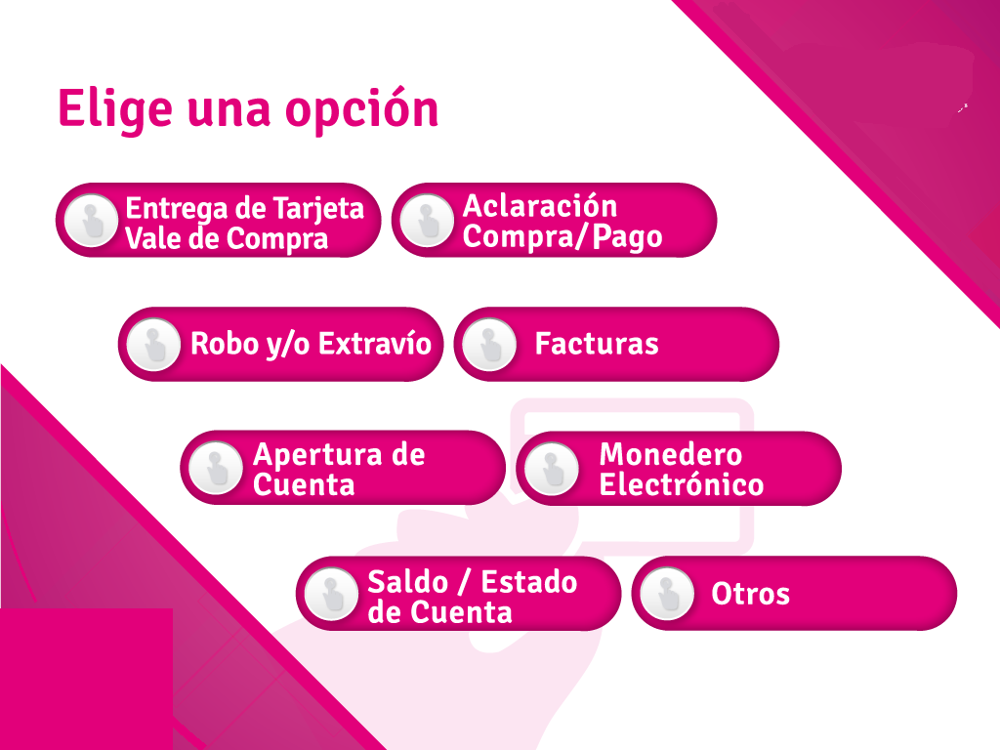 Elige una opción
Entrega de Tarjeta
Vale de Compra
Aclaración
Compra/Pago
Robo y/o Extravío
Facturas
Apertura de
Cuenta
Monedero
Electrónico
Saldo / Estado
de Cuenta
Otros